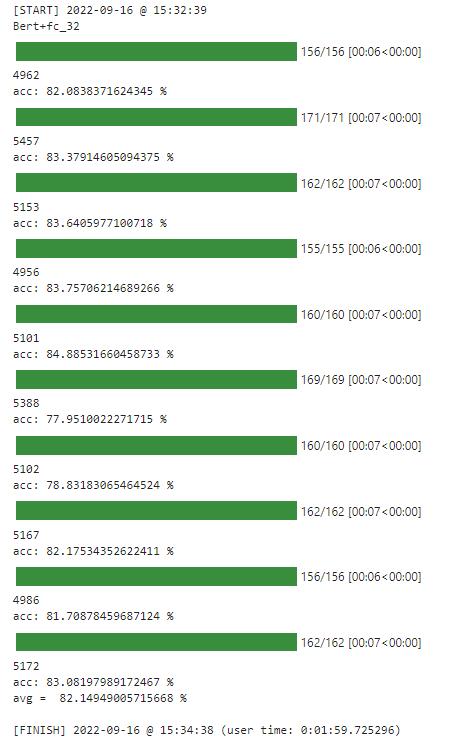 [START] 2022-09-16 @ 15:32:39
Bert+fc_32
156/156 [00:06<00:00]
4962
acc: 82.0838371624345 %
171/171 [00:07<00:00]
5457
acc: 83.37914605094375 %
162/162 [00:07<00:00]
5153
acc: 83.6405977100718 %
155/155 [00:06<00:00]
4956
acc: 83.75706214689266 %
160/160 [00:07<00:00]
5101
acc: 84.88531660458733 %
169/169 [00:07<00:00]
5388
acc: 77.9510022271715 %
160/160 [00:07<00:00]
5102
acc: 78.83183065464524 %
162/162 [00:07<00:00]
5167
acc: 82.17534352622411 %
156/156 [00:06<00:00]
4986
acc: 81.70878459687124 %
162/162 [00:07<00:00]
5172
acc: 83.08197989172467 %
avg =  82.14949005715668 %
[FINISH] 2022-09-16 @ 15:34:38 (user time: 0:01:59.725296)